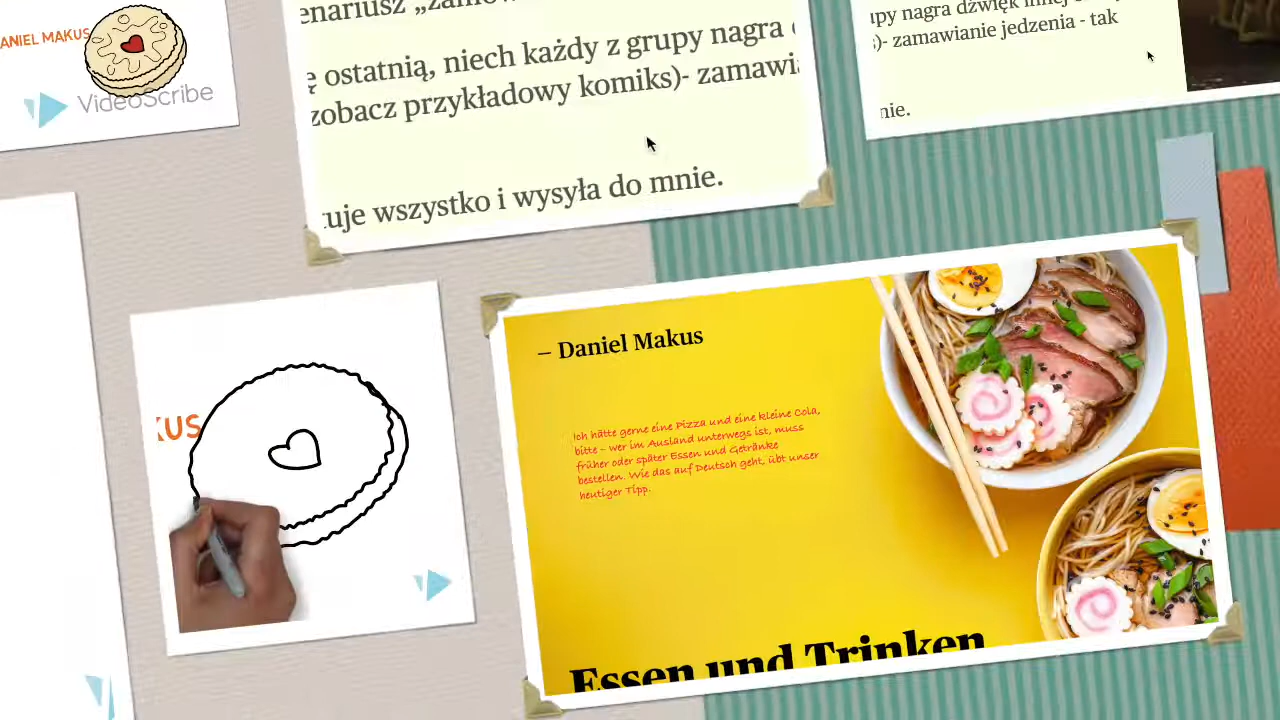 DANIEL MAKUS
VideoScribe
ostatnią, niech każdy z grupy nagra
zobacz przykładowy komiks)- zamawi
tuje wszystko i wysyła do mnie.
upy nagra dźwięk innej
s)- zamawianie jedzenia - tak
nie.
KUS
– Daniel Makus
Ich hätte gerne eine Pizza und eine kleine Cola,
bitte – wer im Ausland unterwegs ist, muss
früher oder später Essen und Getränke
bestellen. Wie das auf Deutsch geht, übt unser
heutiger Tipp.
Essen und Trinken